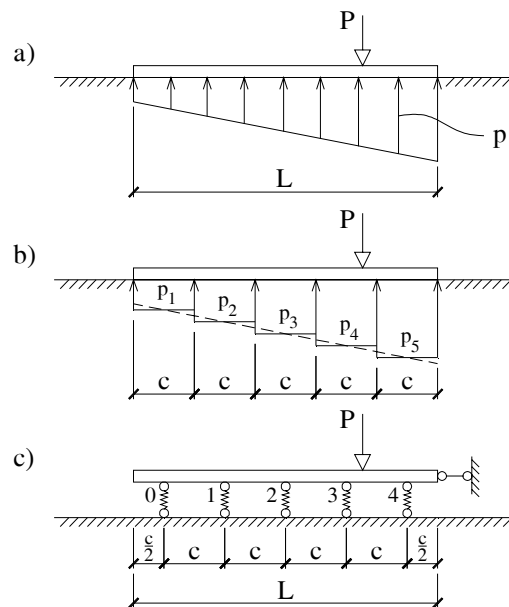 a)
P
p
L
b)
P
p₁ p₂ p₃ p₄ p₅
c c c c c
c)
P
0 1 2 3 4
c/2 c c c c c/2
L